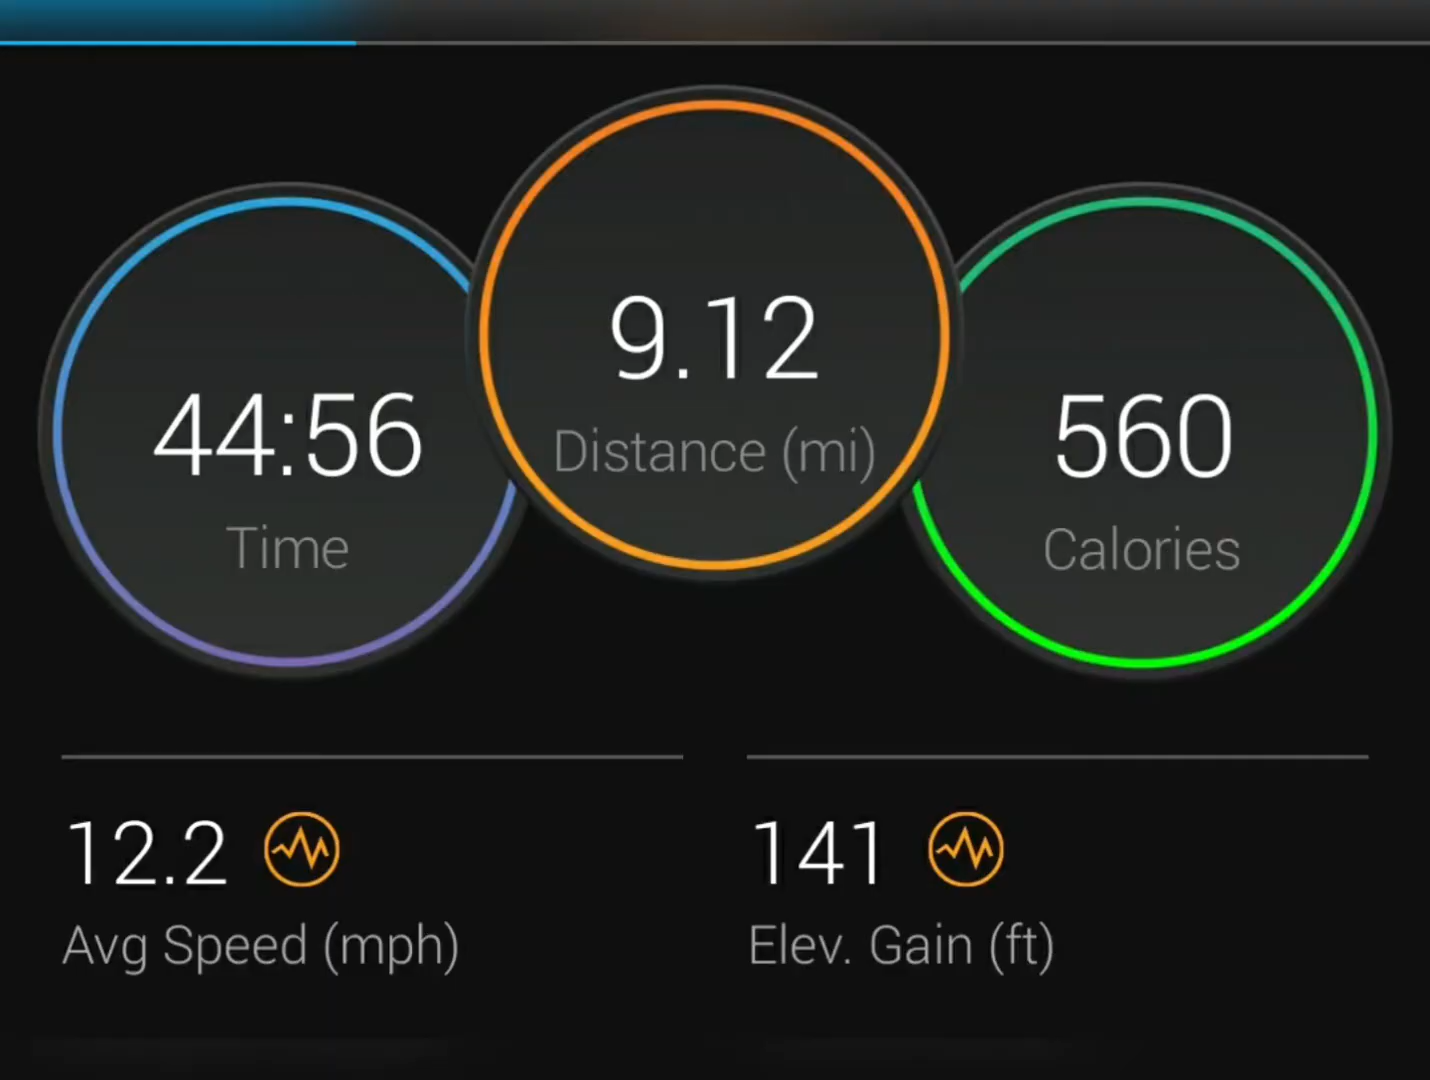 9.12
Distance (mi)
44:56
Time
560
Calories
12.2
Avg Speed (mph)
141
Elev. Gain (ft)